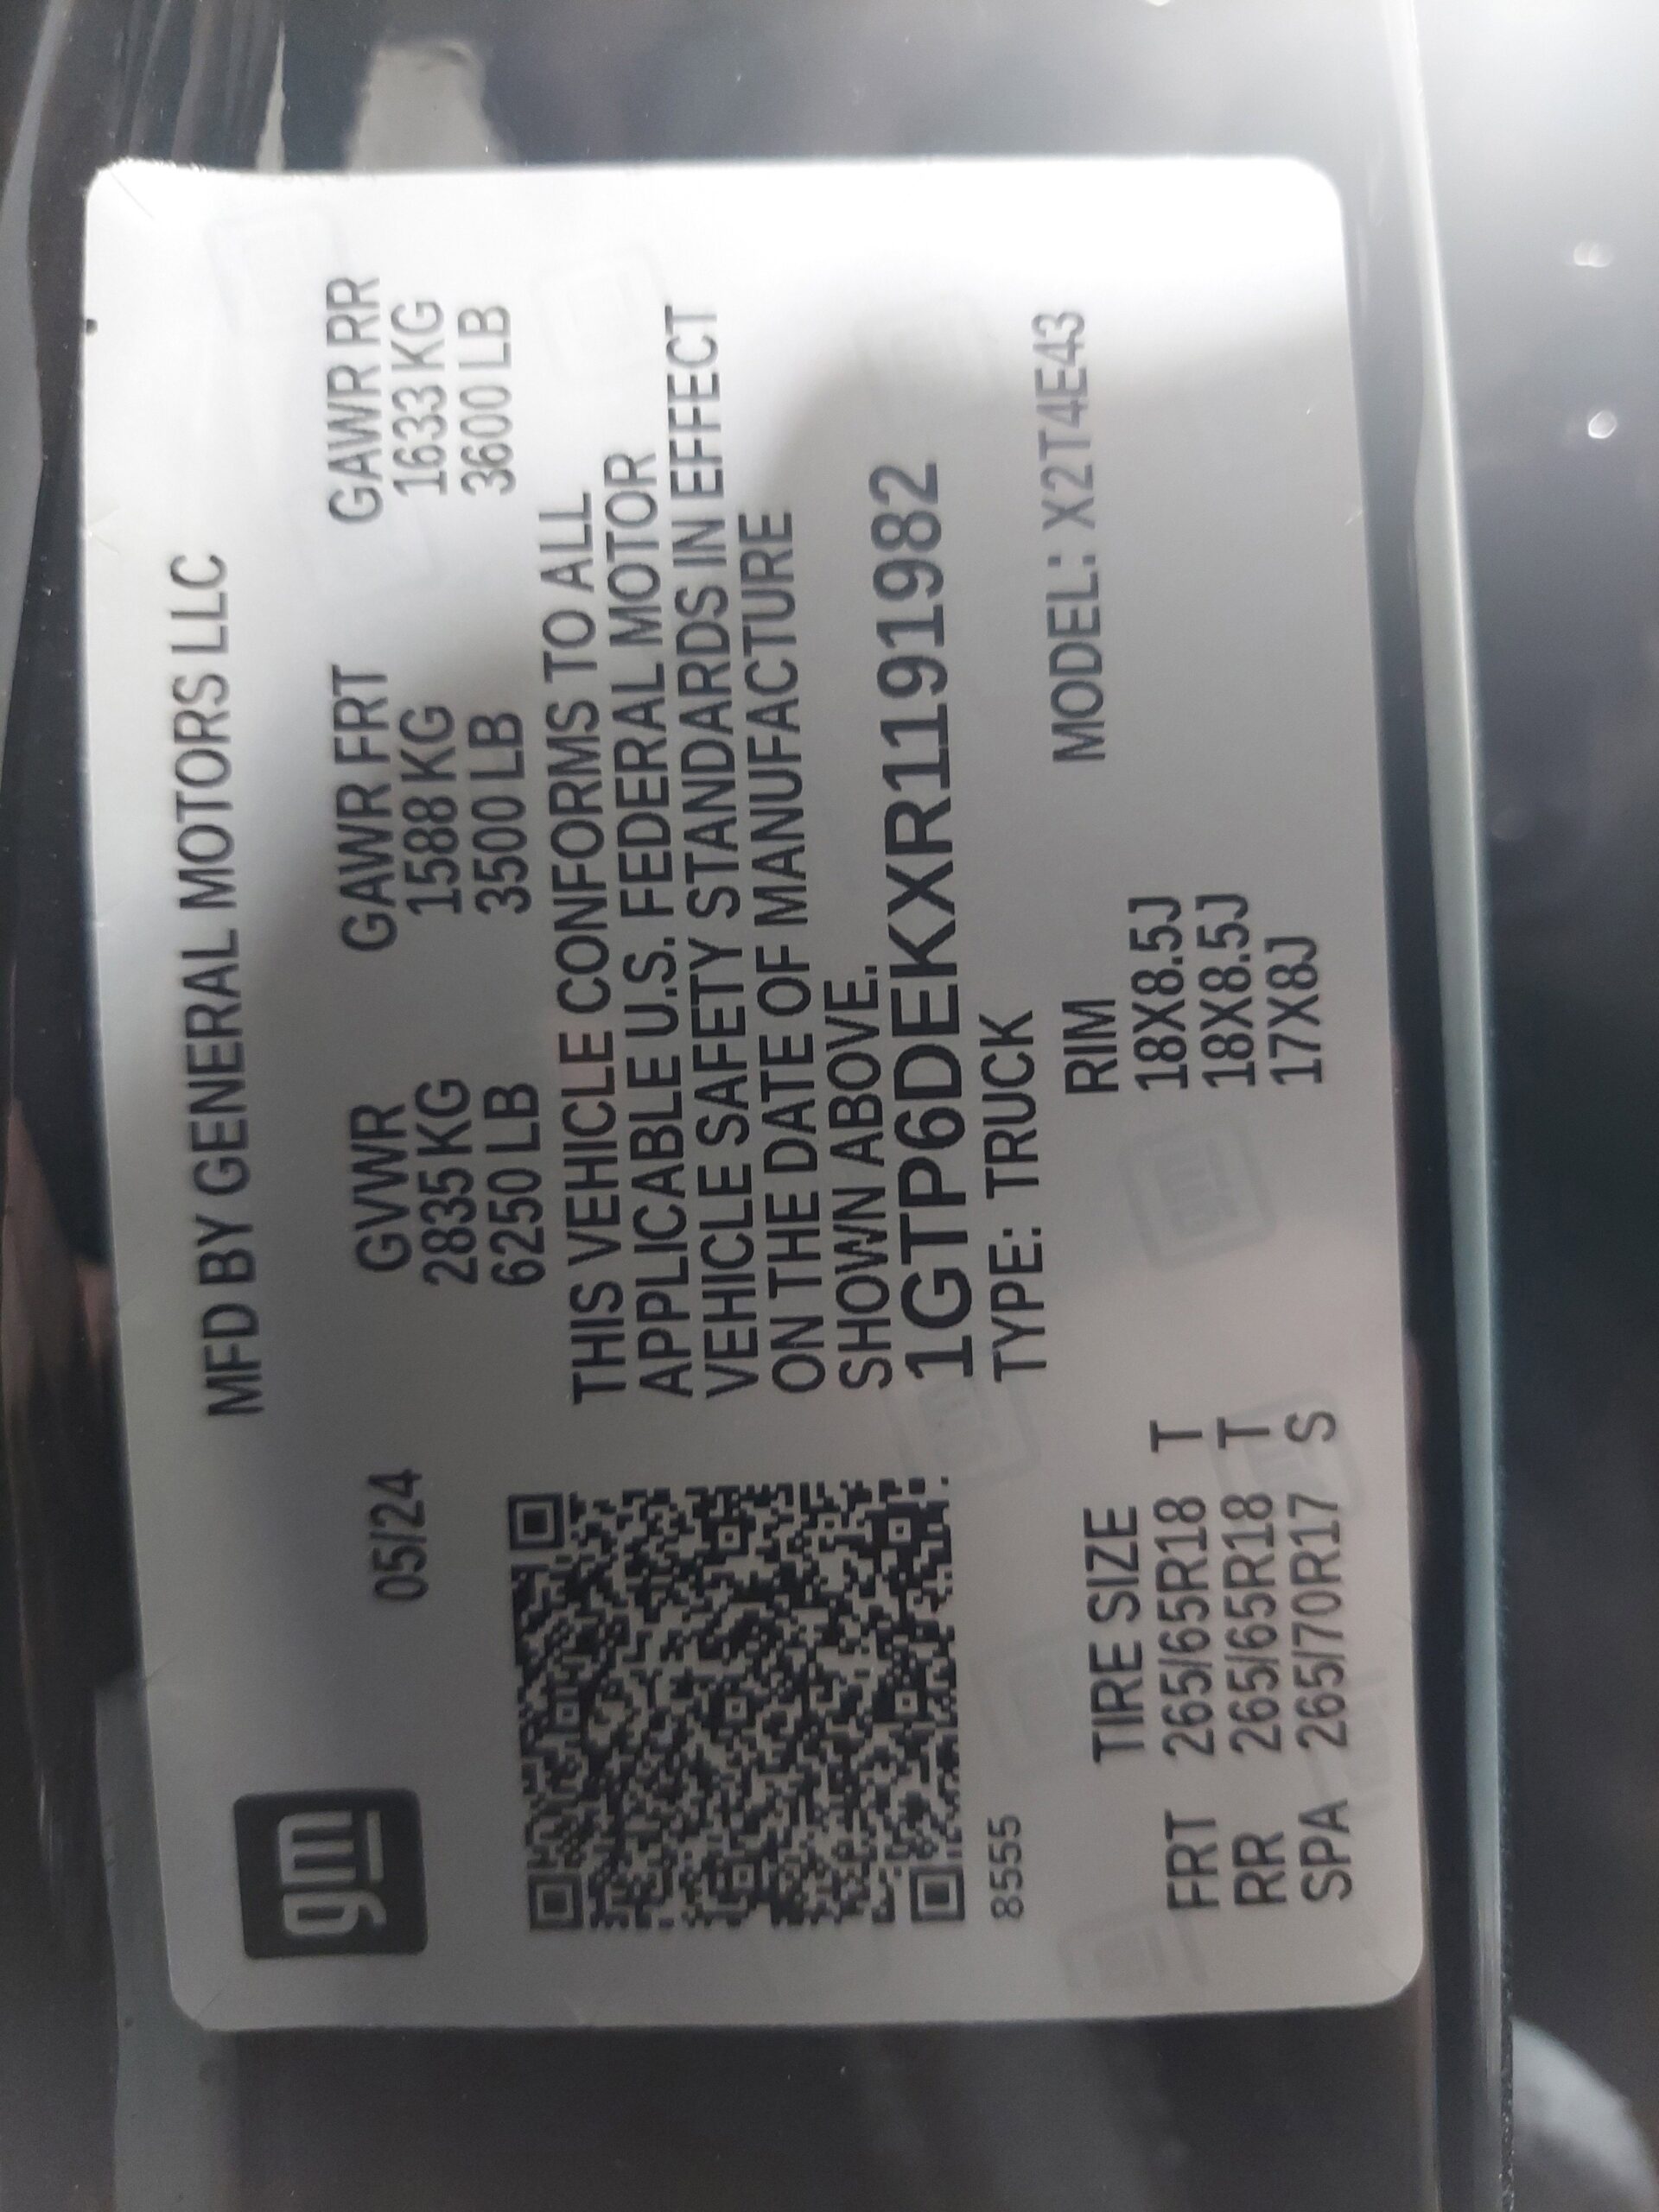 gm
MFD BY GENERAL MOTORS LLC
05/24
GVWR GAWR FRT GAWR RR
2835 KG 1588 KG 1633 KG
6250 LB 3500 LB 3600 LB
THIS VEHICLE CONFORMS TO ALL
APPLICABLE U.S. FEDERAL MOTOR
VEHICLE SAFETY STANDARDS IN EFFECT
ON THE DATE OF MANUFACTURE
SHOWN ABOVE.
1GTP6DEKXR1191982
8555
TYPE: TRUCK
MODEL: X2T4E43
TIRE SIZE RIM
FRT 265/65R18 T 18X8.5J
RR 265/65R18 T 18X8.5J
SPA 265/70R17 S 17X8J